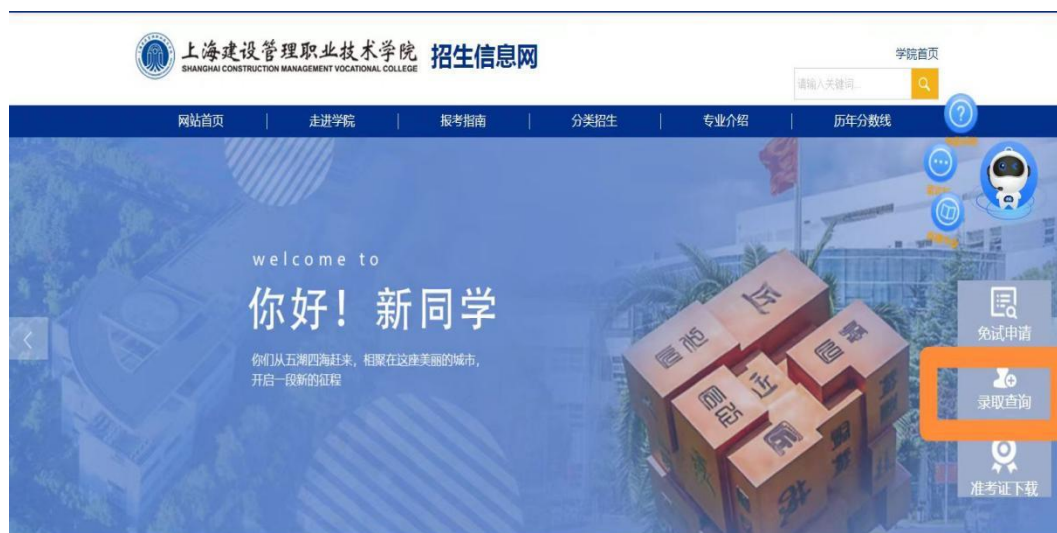 上海建设管理职业技术学院 招生信息网
SHANGHAI CONSTRUCTION MANAGEMENT VOCATIONAL COLLEGE
学院首页
请输入关键词...
网站首页 | 走进学院 | 报考指南 | 分类招生 | 专业介绍 | 历年分数线
welcome to
你好！新同学
你们从五湖四海赶来，相聚在这座美丽的城市，
开启一段新的征程
免试申请
录取查询
准考证下载